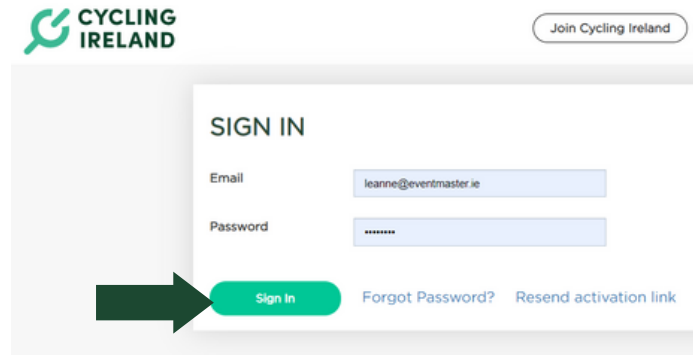 CYCLING
IRELAND
Join Cycling Ireland
SIGN IN
Email
leanne@eventmaster.ie
Password
••••••••
Sign In
Forgot Password?
Resend activation link